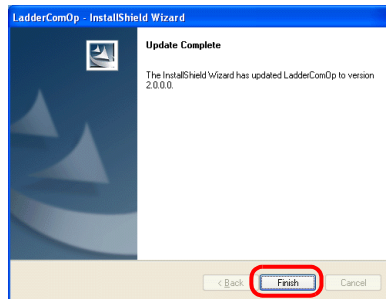 LadderComOp - InstallShield Wizard
Update Complete
The InstallShield Wizard has updated LadderComOp to version
2.0.0.0.
< Back
Finish
Cancel